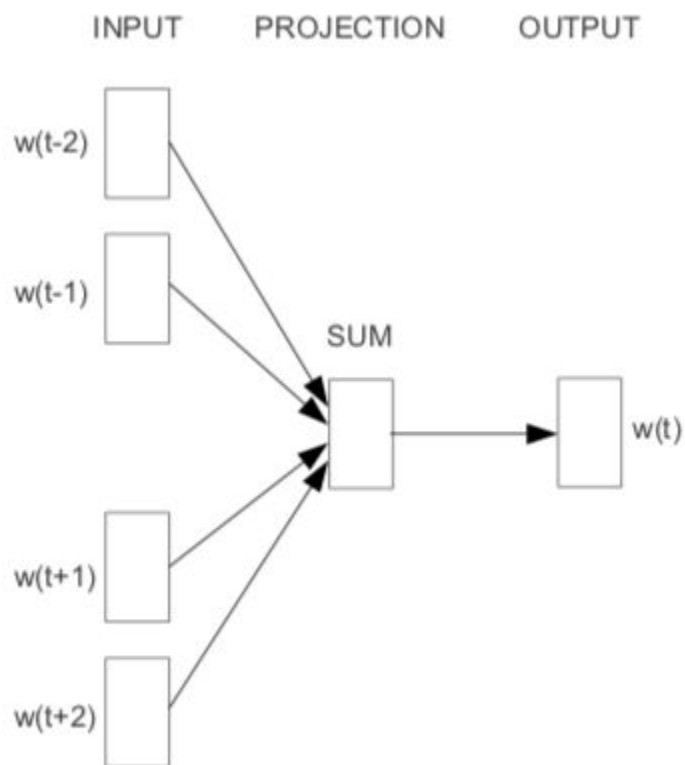 INPUT PROJECTION OUTPUT
w(t-2)
w(t-1)
SUM
w(t)
w(t+1)
w(t+2)